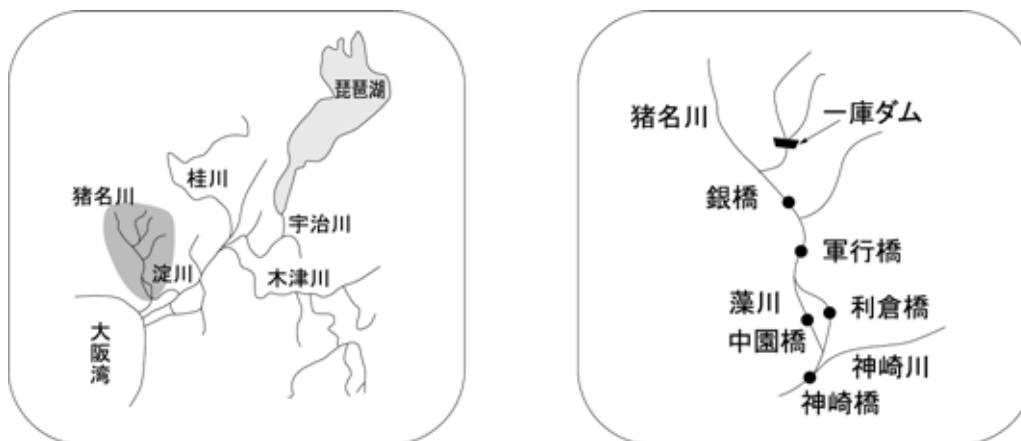 琵琶湖
桂川
猪名川
宇治川
淀川
木津川
大阪湾
猪名川
一庫ダム
銀橋
軍行橋
藻川
利倉橋
中園橋
神崎川
神崎橋